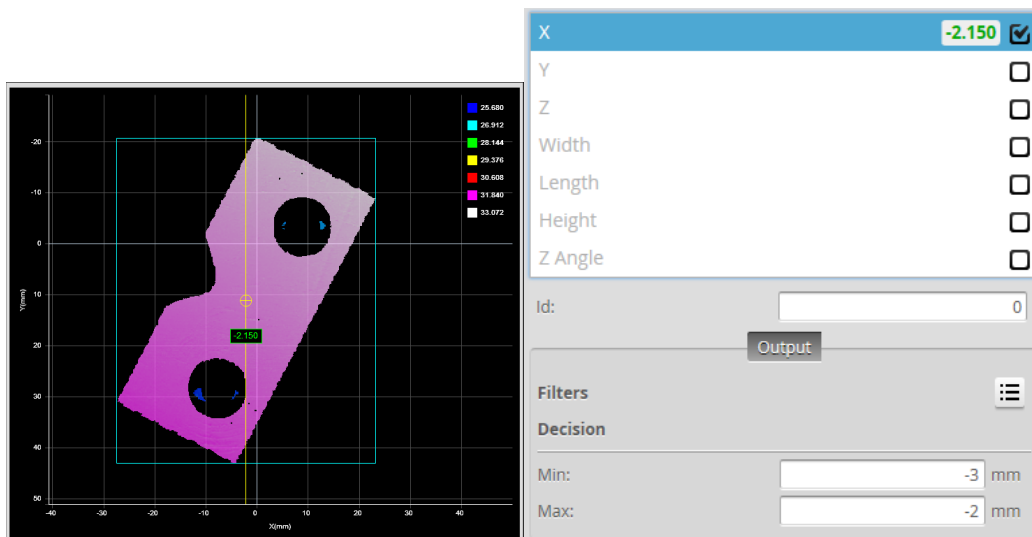 25.680
26.912
28.144
29.376
30.608
31.840
33.072
-20
-10
0
10
20
30
40
50
Y(mm)
-2.150
-40
-20
-10
0
10
20
40
X(mm)
X -2.150
Y
Z
Width
Length
Height
Z Angle
Id: 0
Output
Filters
Decision
Min: -3 mm
Max: -2 mm